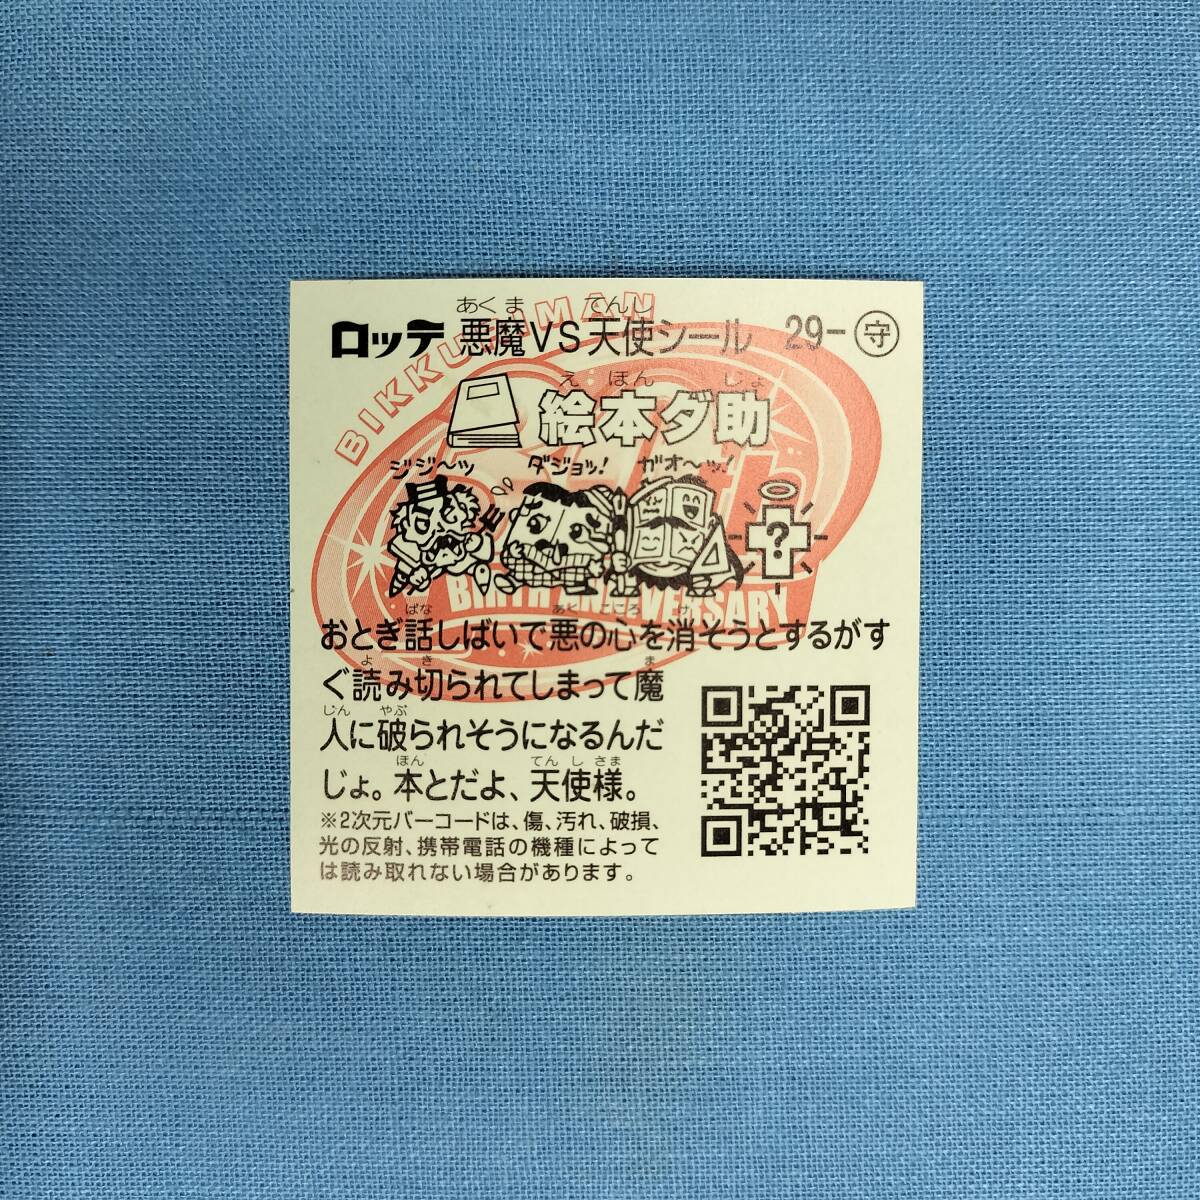 BIKKURIMAN
あくま てんし
ロッテ 悪魔VS天使シール 29-守
えほん じょ
絵本ダ助
ジジ〜ッ ダジョッ! ガオ〜ッ!
?
BIRTH ANNIVERSARY
ばな あく こころ け
おとぎ話しばいで悪の心を消そうとするがす
よ き ま
ぐ読み切られてしまって魔
じん やぶ
人に破られそうになるんだ
ほん てんしさま
じょ。本とだよ、天使様。
※2次元バーコードは、傷、汚れ、破損、
光の反射、携帯電話の機種によって
は読み取れない場合があります。